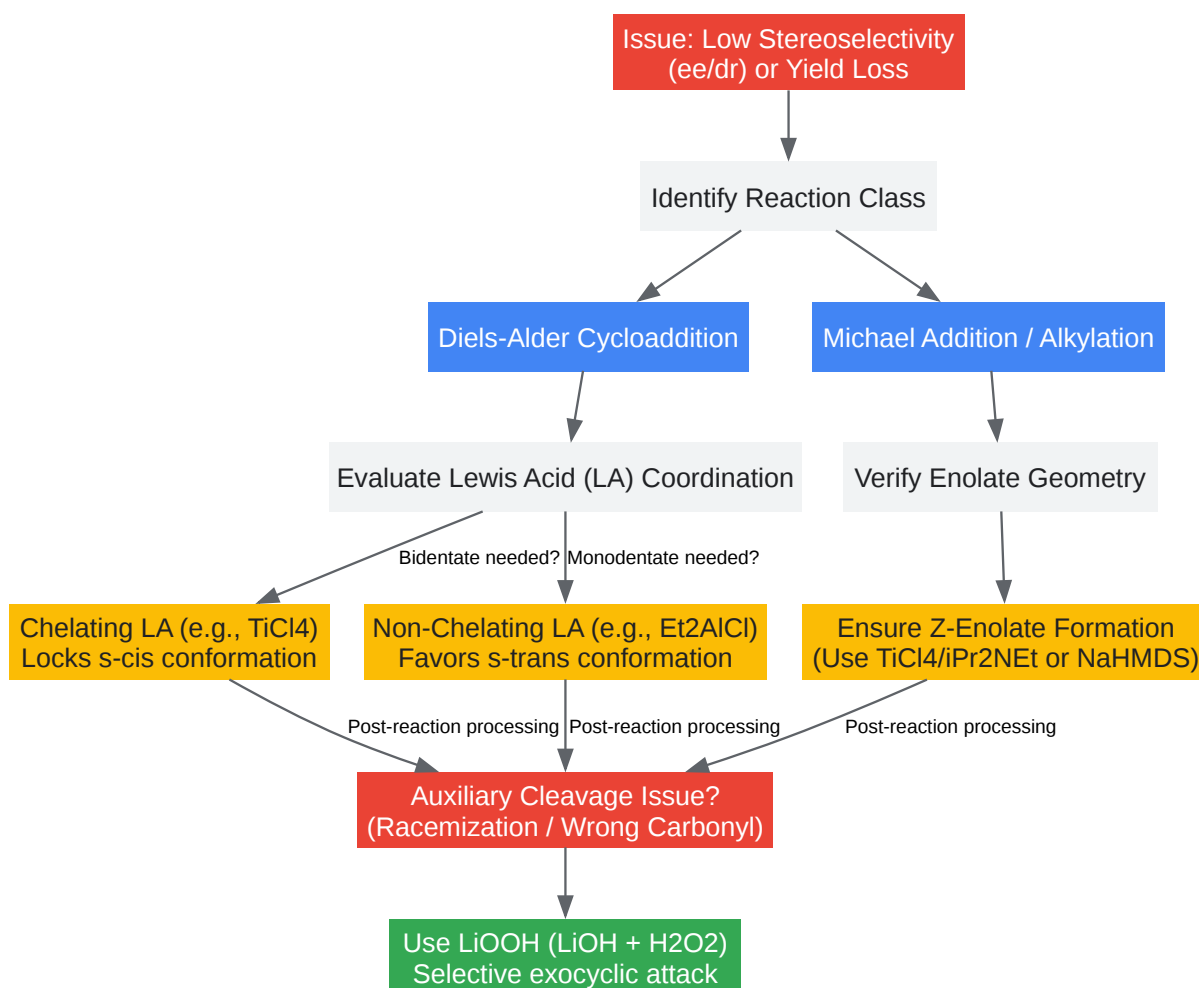 Issue: Low Stereoselectivity
(ee/dr) or Yield Loss
Identify Reaction Class
Diels-Alder Cycloaddition
Michael Addition / Alkylation
Evaluate Lewis Acid (LA) Coordination
Verify Enolate Geometry
Bidentate needed?
Monodentate needed?
Chelating LA (e.g., TiCl4)
Locks s-cis conformation
Non-Chelating LA (e.g., Et2AlCl)
Favors s-trans conformation
Ensure Z-Enolate Formation
(Use TiCl4/iPr2NEt or NaHMDS)
Post-reaction processing
Post-reaction processing
Post-reaction processing
Auxiliary Cleavage Issue?
(Racemization / Wrong Carbonyl)
Use LiOOH (LiOH + H2O2)
Selective exocyclic attack